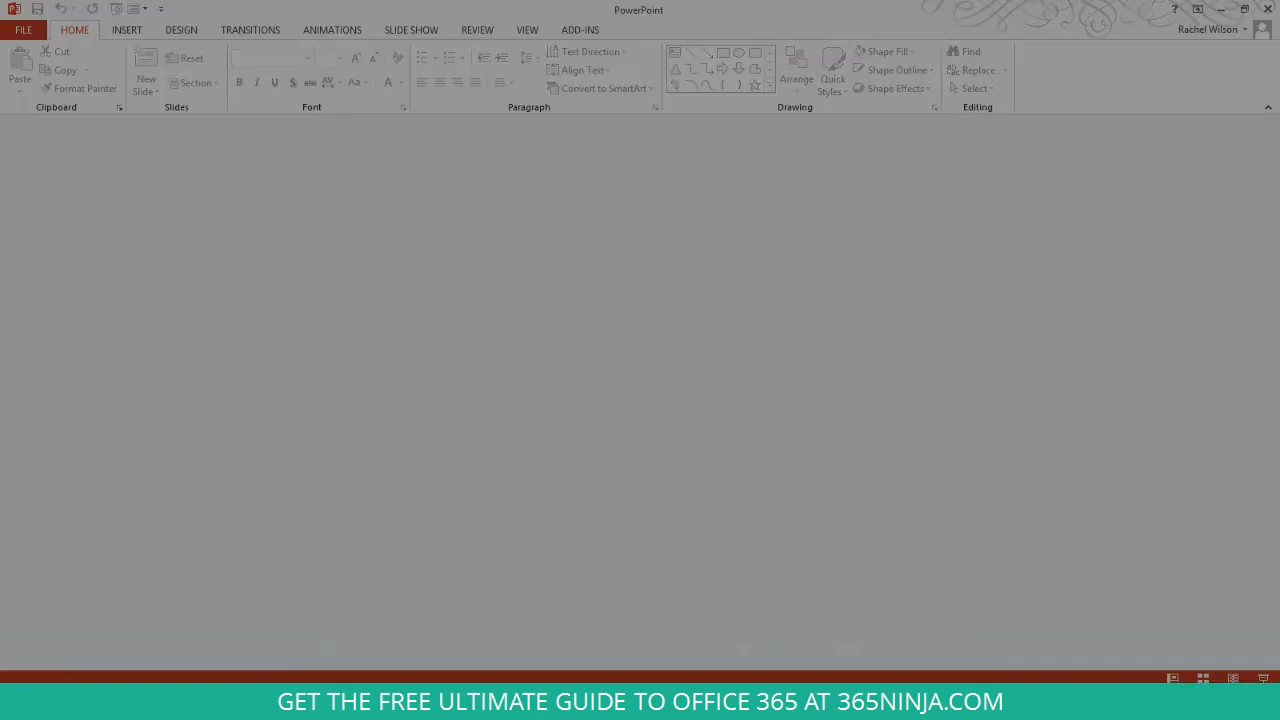 PowerPoint
?
FILE HOME INSERT DESIGN TRANSITIONS ANIMATIONS SLIDE SHOW REVIEW VIEW ADD-INS Rachel Wilson
Paste
Cut
Copy
Format Painter
Clipboard
New
Slide
Reset
Section
Slides
B I U S abc AV Aa A
Font
Text Direction
Align Text
Convert to SmartArt
Paragraph
Arrange
Quick
Styles
Shape Fill
Shape Outline
Shape Effects
Drawing
Find
Replace
Select
Editing
GET THE FREE ULTIMATE GUIDE TO OFFICE 365 AT 365NINJA.COM